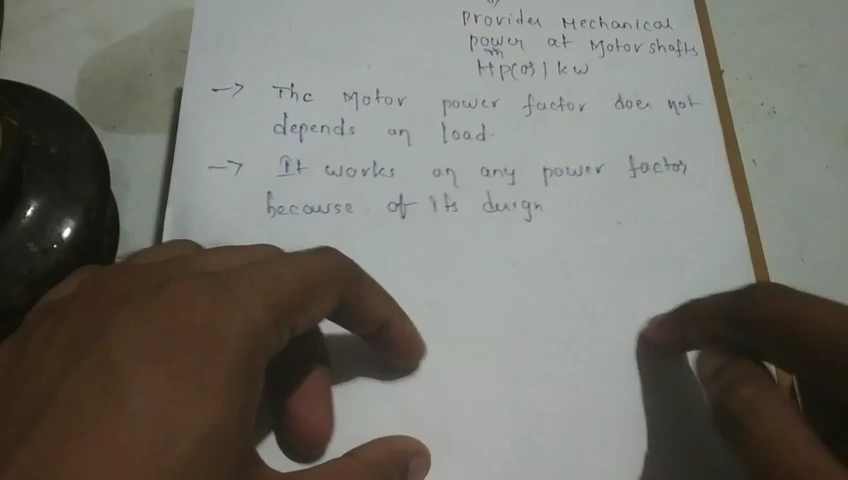 provides Mechanical
power at Motor shafts
in
Hp(or) kw
→ The Motor power factor does not
depends on load.
→ It works on any power factor
because of its design